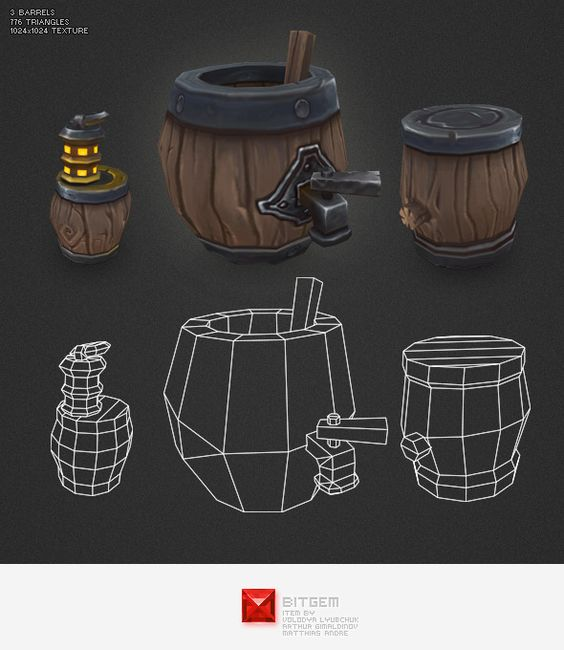 3 BARRELS
776 TRIANGLES
1024x1024 TEXTURE
BITGEM
ITEM BY
VOLODYA LYUBCHUK
ARTHUR GIMALDINOV
MATTHIAS ANDRE